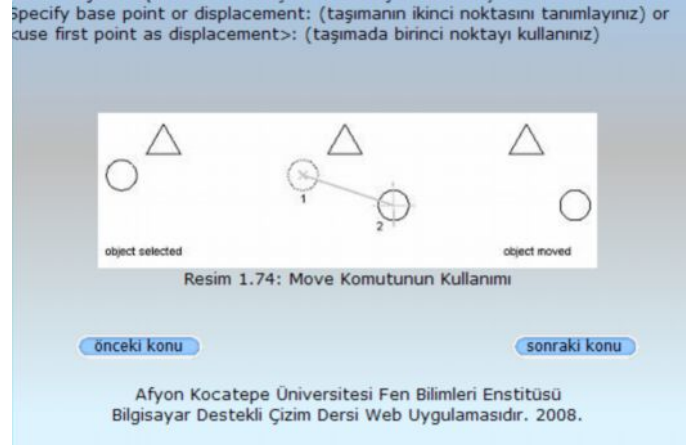 Specify base point or displacement: (taşımanın ikinci noktasını tanımlayınız) or
<use first point as displacement>: (taşımada birinci noktayı kullanınız)
1
2
object selected
object moved
Resim 1.74: Move Komutunun Kullanımı
önceki konu
sonraki konu
Afyon Kocatepe Üniversitesi Fen Bilimleri Enstitüsü
Bilgisayar Destekli Çizim Dersi Web Uygulamasıdır. 2008.